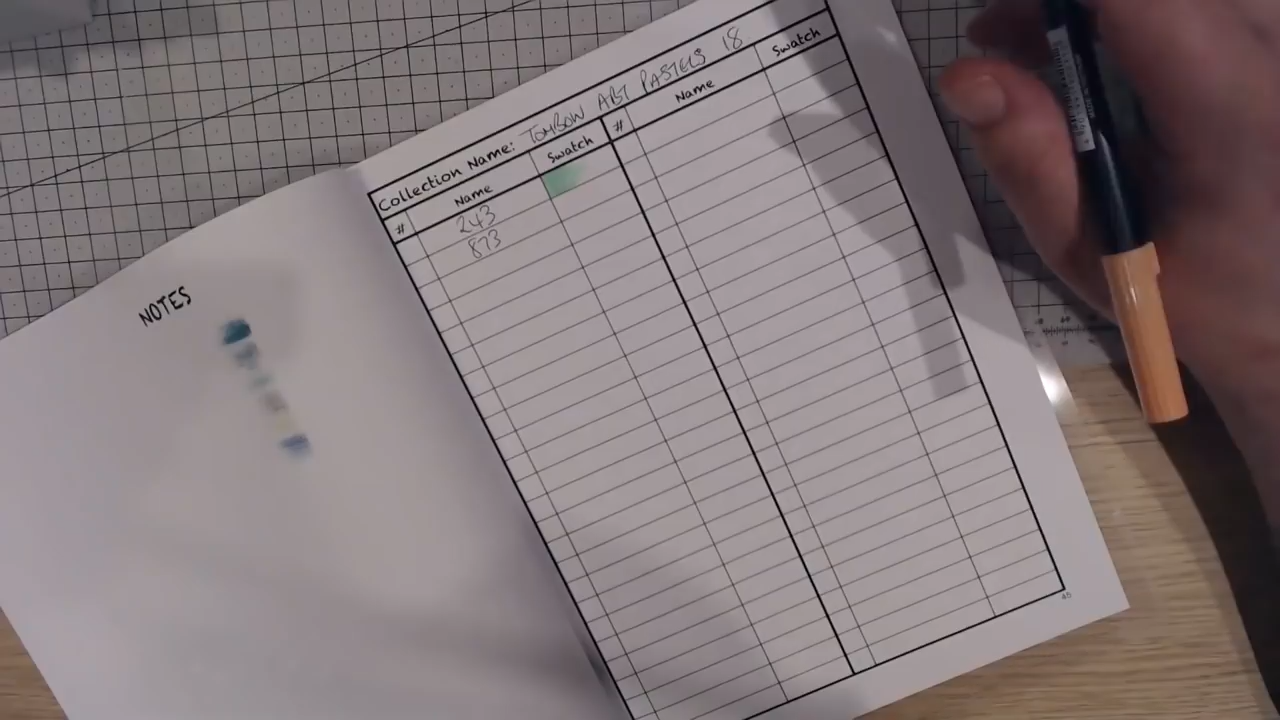 NOTES
Collection Name: TOMBOW ABT PASTELS 18
# Name Swatch # Name Swatch
243
873